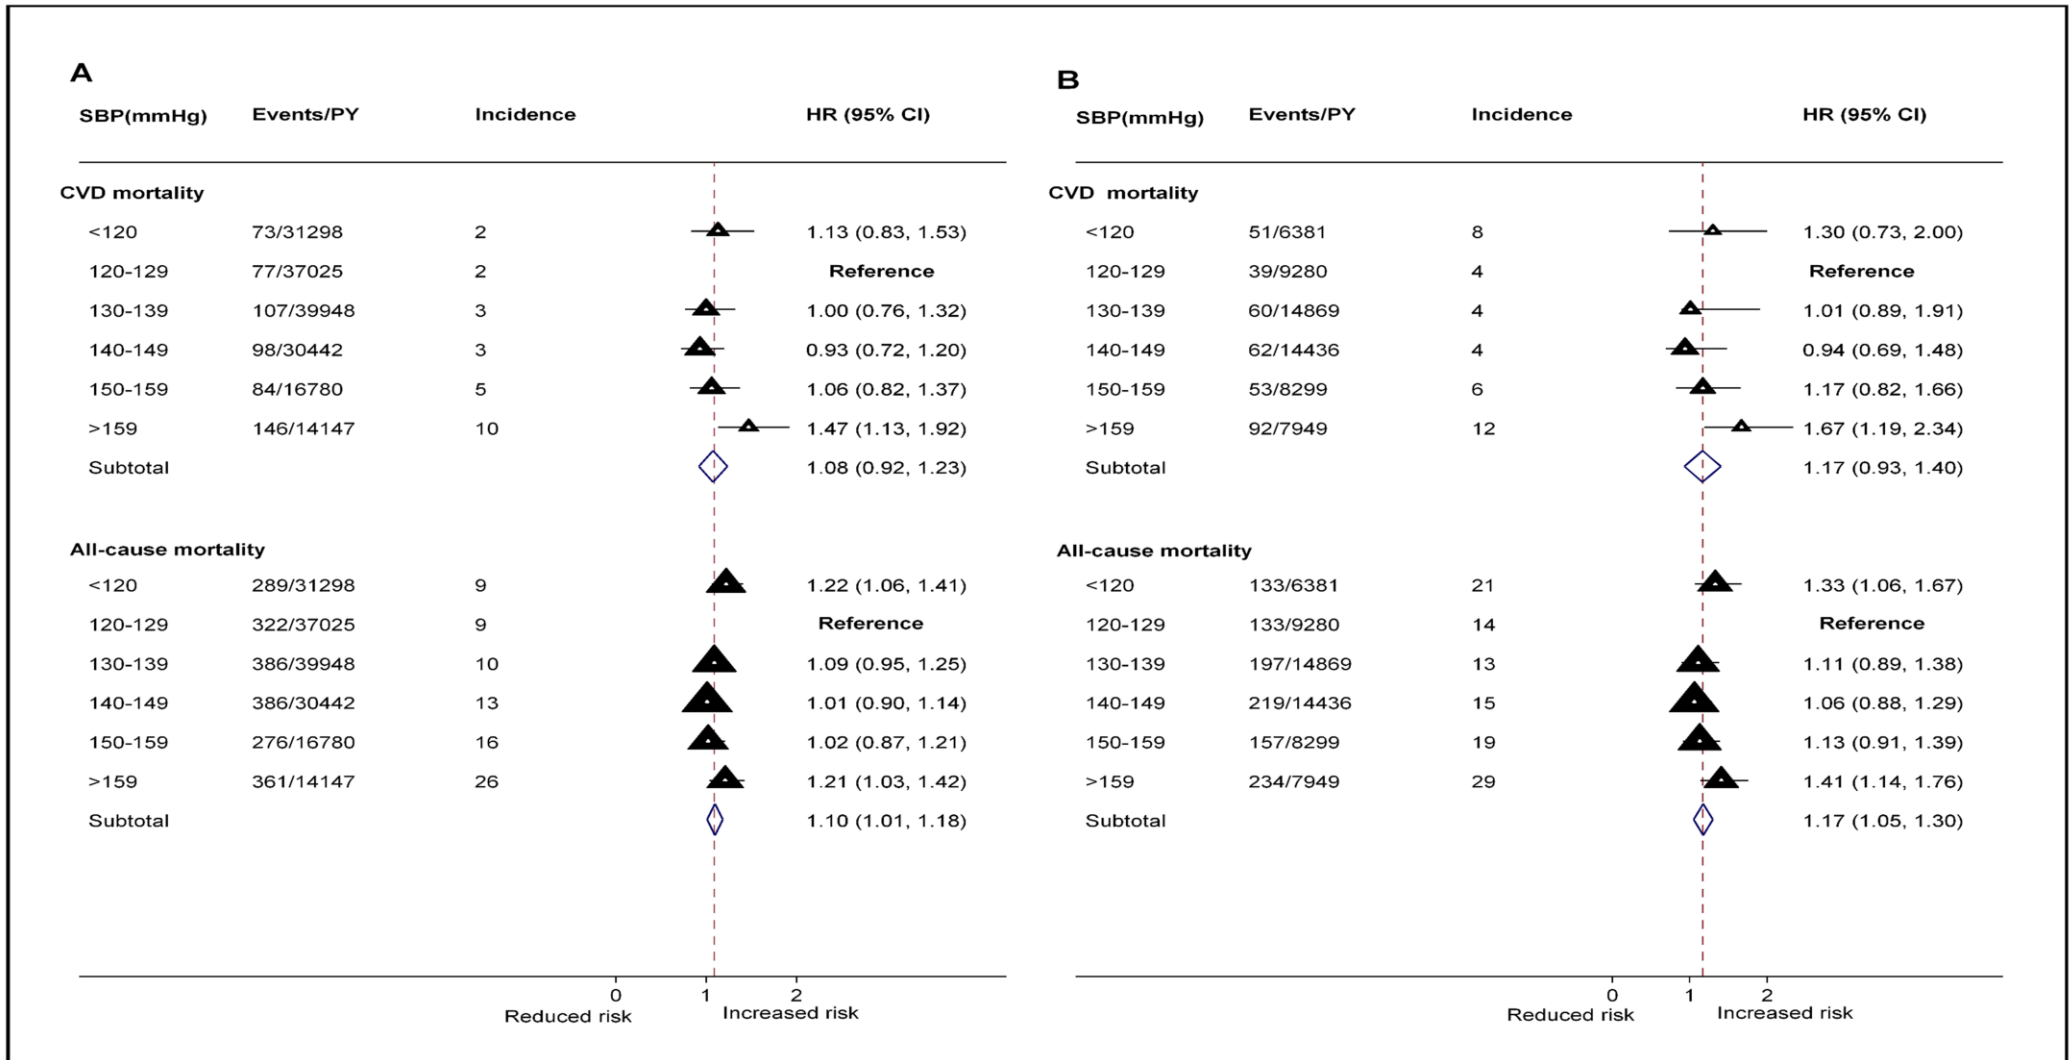 A
SBP(mmHg) Events/PY Incidence HR (95% CI)
CVD mortality
<120 73/31298 2 1.13 (0.83, 1.53)
120-129 77/37025 2 Reference
130-139 107/39948 3 1.00 (0.76, 1.32)
140-149 98/30442 3 0.93 (0.72, 1.20)
150-159 84/16780 5 1.06 (0.82, 1.37)
>159 146/14147 10 1.47 (1.13, 1.92)
Subtotal 1.08 (0.92, 1.23)
All-cause mortality
<120 289/31298 9 1.22 (1.06, 1.41)
120-129 322/37025 9 Reference
130-139 386/39948 10 1.09 (0.95, 1.25)
140-149 386/30442 13 1.01 (0.90, 1.14)
150-159 276/16780 16 1.02 (0.87, 1.21)
>159 361/14147 26 1.21 (1.03, 1.42)
Subtotal 1.10 (1.01, 1.18)
0 1 2
Reduced risk Increased risk
B
SBP(mmHg) Events/PY Incidence HR (95% CI)
CVD mortality
<120 51/6381 8 1.30 (0.73, 2.00)
120-129 39/9280 4 Reference
130-139 60/14869 4 1.01 (0.89, 1.91)
140-149 62/14436 4 0.94 (0.69, 1.48)
150-159 53/8299 6 1.17 (0.82, 1.66)
>159 92/7949 12 1.67 (1.19, 2.34)
Subtotal 1.17 (0.93, 1.40)
All-cause mortality
<120 133/6381 21 1.33 (1.06, 1.67)
120-129 133/9280 14 Reference
130-139 197/14869 13 1.11 (0.89, 1.38)
140-149 219/14436 15 1.06 (0.88, 1.29)
150-159 157/8299 19 1.13 (0.91, 1.39)
>159 234/7949 29 1.41 (1.14, 1.76)
Subtotal 1.17 (1.05, 1.30)
0 1 2
Reduced risk Increased risk